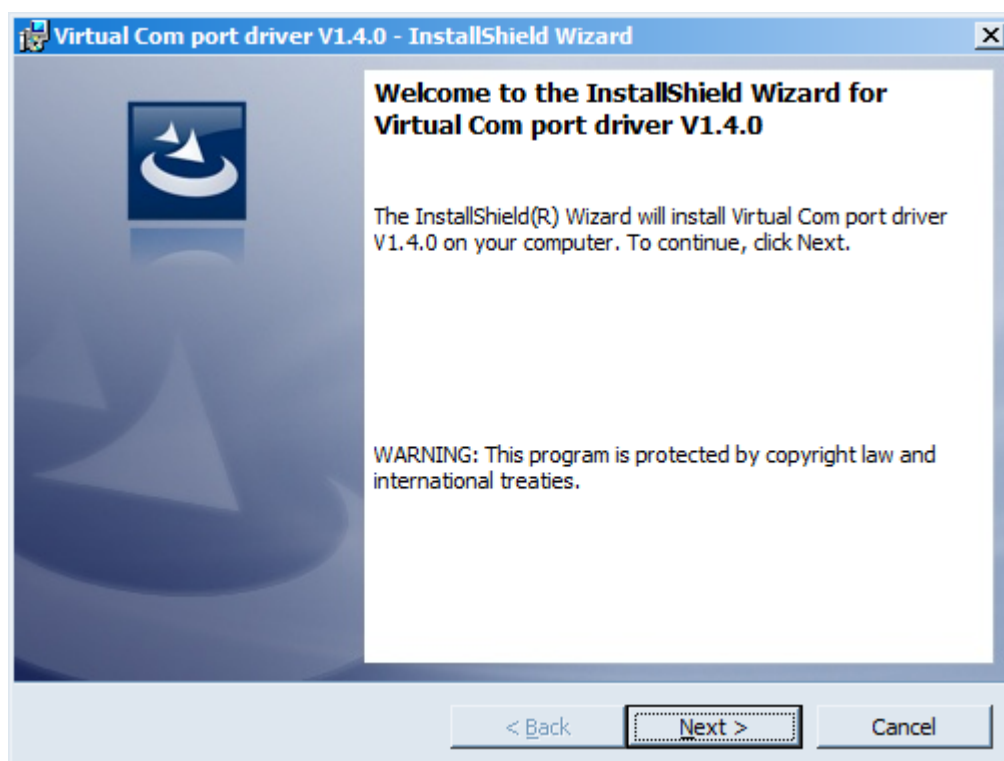 Virtual Com port driver V1.4.0 - InstallShield Wizard
Welcome to the InstallShield Wizard for
Virtual Com port driver V1.4.0
The InstallShield(R) Wizard will install Virtual Com port driver
V1.4.0 on your computer. To continue, click Next.
WARNING: This program is protected by copyright law and
international treaties.
< Back
Next >
Cancel